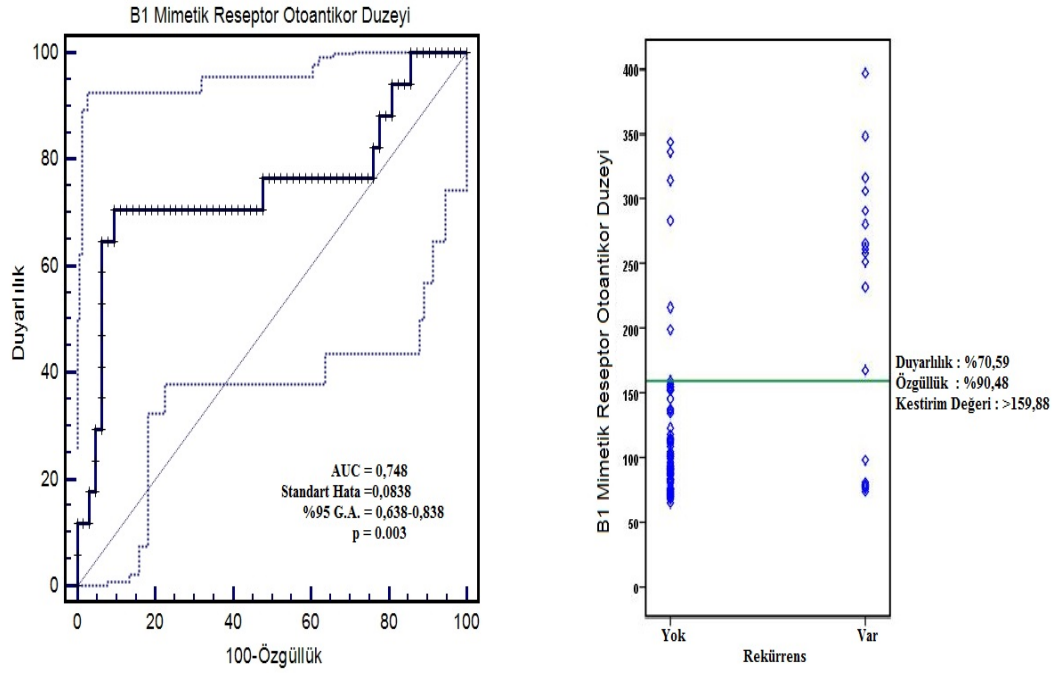 B1 Mimetik Reseptor Otoantikor Duzeyi
Duyarlılık
100
80
60
40
20
0
AUC = 0,748
Standart Hata =0,0838
%95 G.A. = 0,638-0,838
p = 0.003
0 20 40 60 80 100
100-Özgüllük
B1 Mimetik Reseptor Otoantikor Duzeyi
400
350
300
250
200
150
100
50
0
Duyarlılık : %70,59
Özgüllük : %90,48
Kestirim Değeri : >159,88
Yok Var
Rekürrens